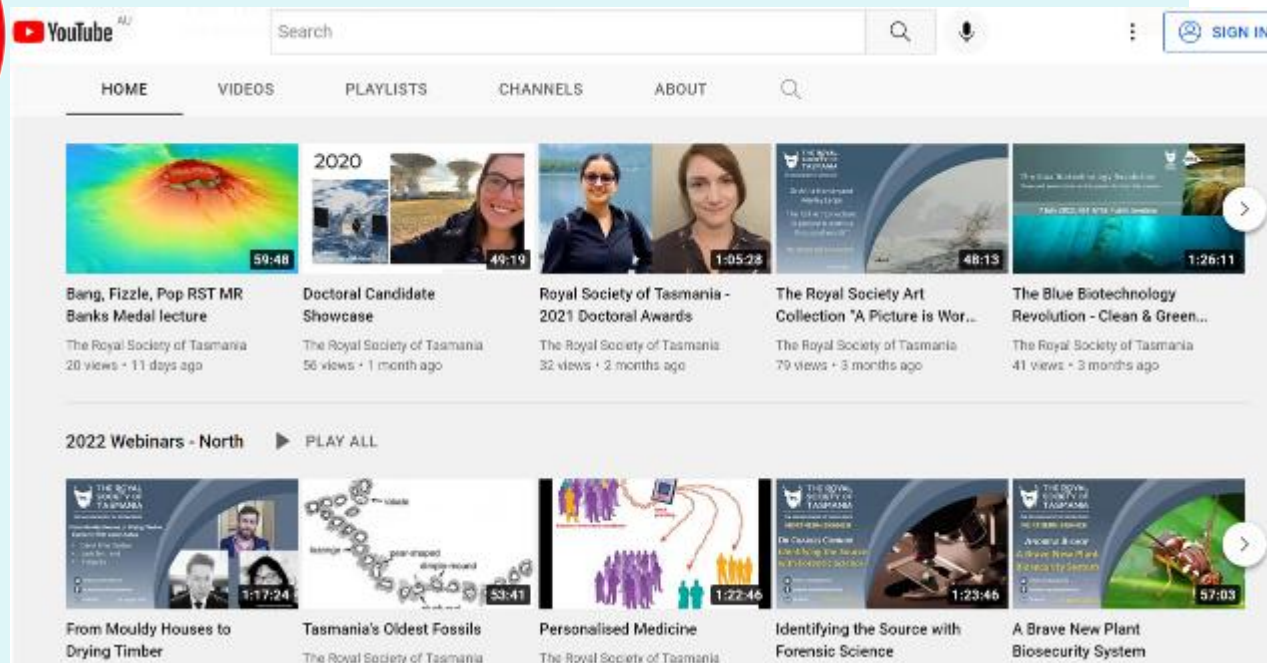 YouTube AU
Search
SIGN IN
HOME VIDEOS PLAYLISTS CHANNELS ABOUT
2020
THE ROYAL SOCIETY OF TASMANIA
59:48 49:19 1:05:28 48:13 1:26:11
Bang, Fizzle, Pop RST MR Doctoral Candidate Royal Society of Tasmania - The Royal Society Art The Blue Biotechnology
Banks Medal lecture Showcase 2021 Doctoral Awards Collection "A Picture is Wor... Revolution - Clean & Green...
The Royal Society of Tasmania The Royal Society of Tasmania The Royal Society of Tasmania The Royal Society of Tasmania The Royal Society of Tasmania
20 views • 11 days ago 56 views • 1 month ago 32 views • 2 months ago 79 views • 3 months ago 41 views • 3 months ago
2022 Webinars - North PLAY ALL
THE ROYAL SOCIETY OF TASMANIA
pear-shaped
1:17:24 53:41 1:22:46 1:23:46 57:03
From Mouldy Houses to Tasmania's Oldest Fossils Personalised Medicine Identifying the Source with A Brave New Plant
Drying Timber The Royal Society of Tasmania The Royal Society of Tasmania Forensic Science Biosecurity System